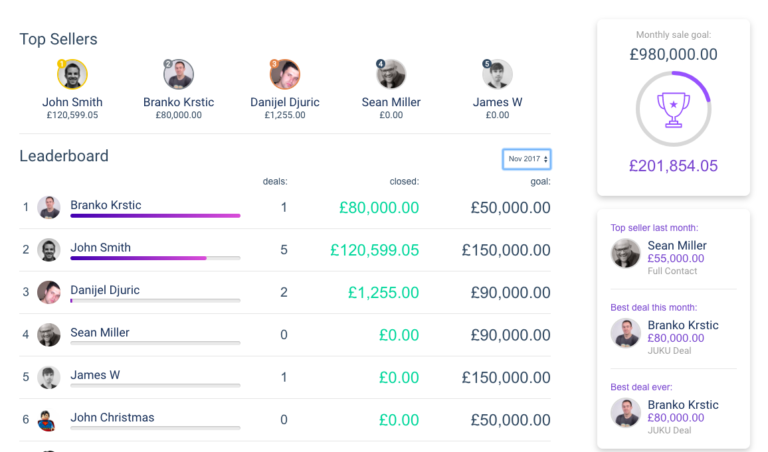 Top Sellers
1 2 3 4 5
John Smith Branko Krstic Danijel Djuric Sean Miller James W
£120,599.05 £80,000.00 £1,255.00 £0.00 £0.00
Leaderboard
Nov 2017
deals: closed: goal:
1 Branko Krstic 1 £80,000.00 £50,000.00
2 John Smith 5 £120,599.05 £150,000.00
3 Danijel Djuric 2 £1,255.00 £90,000.00
4 Sean Miller 0 £0.00 £90,000.00
5 James W 1 £0.00 £150,000.00
6 John Christmas 0 £0.00 £50,000.00
Monthly sale goal:
£980,000.00
£201,854.05
Top seller last month:
Sean Miller
£55,000.00
Full Contact
Best deal this month:
Branko Krstic
£80,000.00
JUKU Deal
Best deal ever:
Branko Krstic
£80,000.00
JUKU Deal